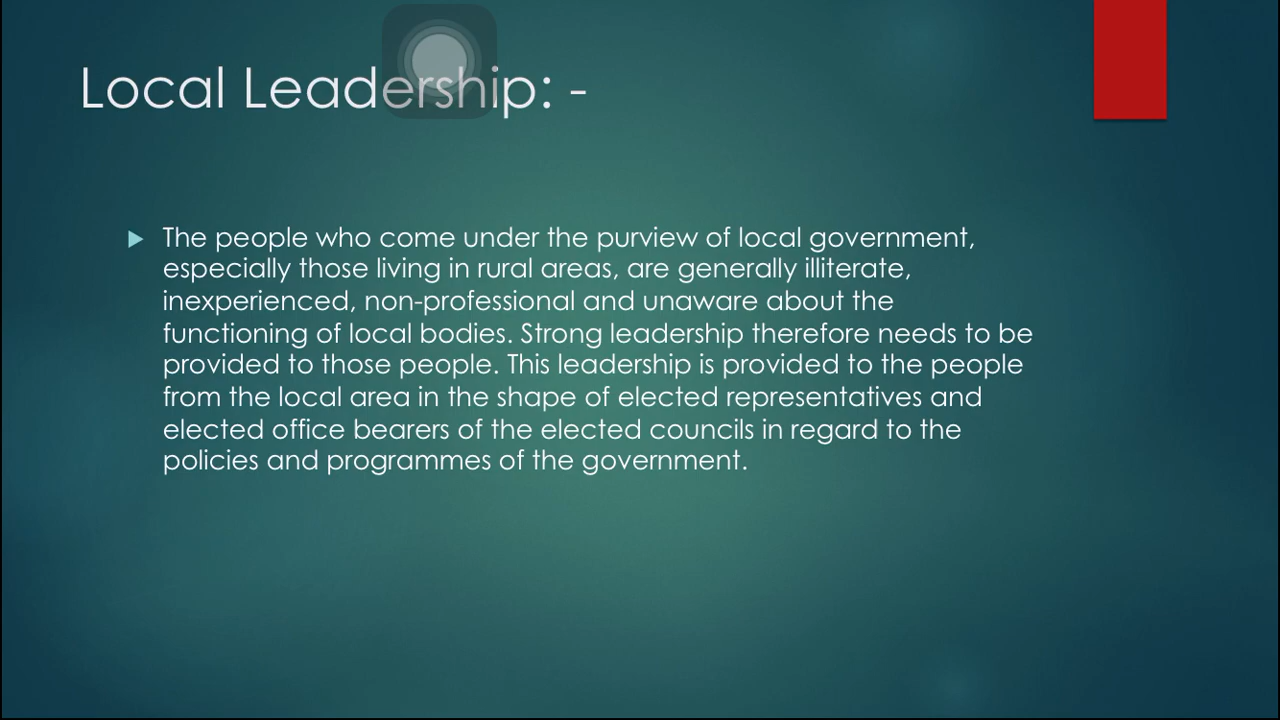 Local Leadership: -
The people who come under the purview of local government,
especially those living in rural areas, are generally illiterate,
inexperienced, non-professional and unaware about the
functioning of local bodies. Strong leadership therefore needs to be
provided to those people. This leadership is provided to the people
from the local area in the shape of elected representatives and
elected office bearers of the elected councils in regard to the
policies and programmes of the government.